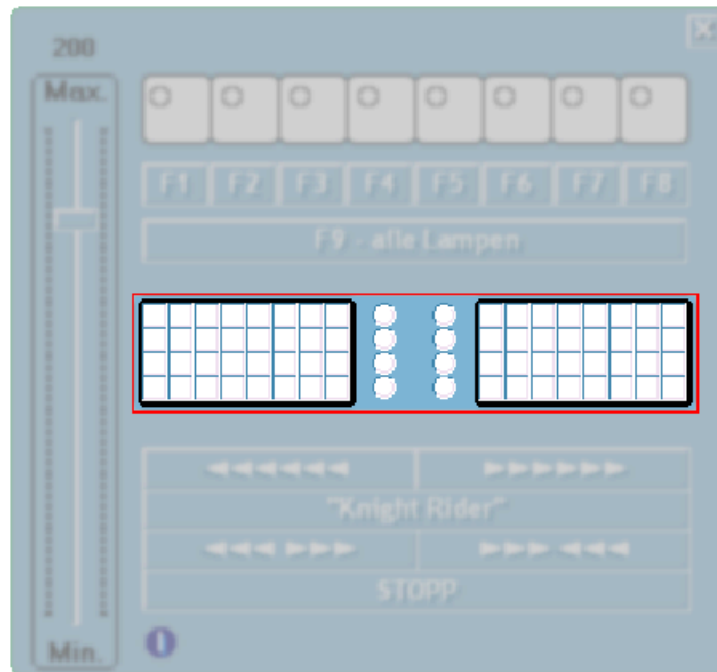 200
Max.
F1 F2 F3 F4 F5 F6 F7 F8
F9 - alle Lampen
"Knight Rider"
STOPP
Min.